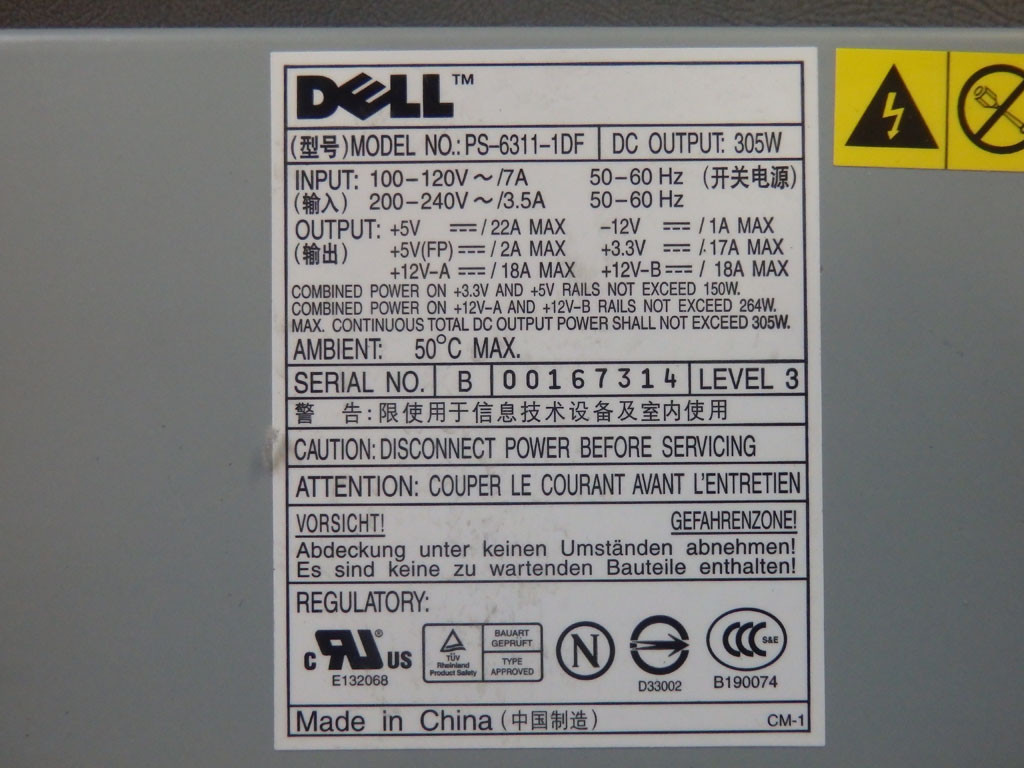 DELL™
(型号)MODEL NO.: PS-6311-1DF DC OUTPUT: 305W
INPUT: 100-120V ~ /7A 50-60 Hz (开关电源)
(输入) 200-240V ~ /3.5A 50-60 Hz
OUTPUT: +5V ⎓ / 22A MAX -12V ⎓ / 1A MAX
(输出) +5V(FP) ⎓ / 2A MAX +3.3V ⎓ / 17A MAX
+12V-A ⎓ / 18A MAX +12V-B ⎓ / 18A MAX
COMBINED POWER ON +3.3V AND +5V RAILS NOT EXCEED 150W.
COMBINED POWER ON +12V-A AND +12V-B RAILS NOT EXCEED 264W.
MAX. CONTINUOUS TOTAL DC OUTPUT POWER SHALL NOT EXCEED 305W.
AMBIENT: 50°C MAX.
SERIAL NO. B 00167314 LEVEL 3
警 告:限使用于信息技术设备及室内使用
CAUTION: DISCONNECT POWER BEFORE SERVICING
ATTENTION: COUPER LE COURANT AVANT L'ENTRETIEN
VORSICHT! GEFAHRENZONE!
Abdeckung unter keinen Umständen abnehmen!
Es sind keine zu wartenden Bauteile enthalten!
REGULATORY:
c RU ® US
E132068
TÜV
Rheinland
Product Safety
BAUART
GEPRÜFT
TYPE
APPROVED
N
D33002
CCC S&E
B190074
Made in China (中国制造) CM-1